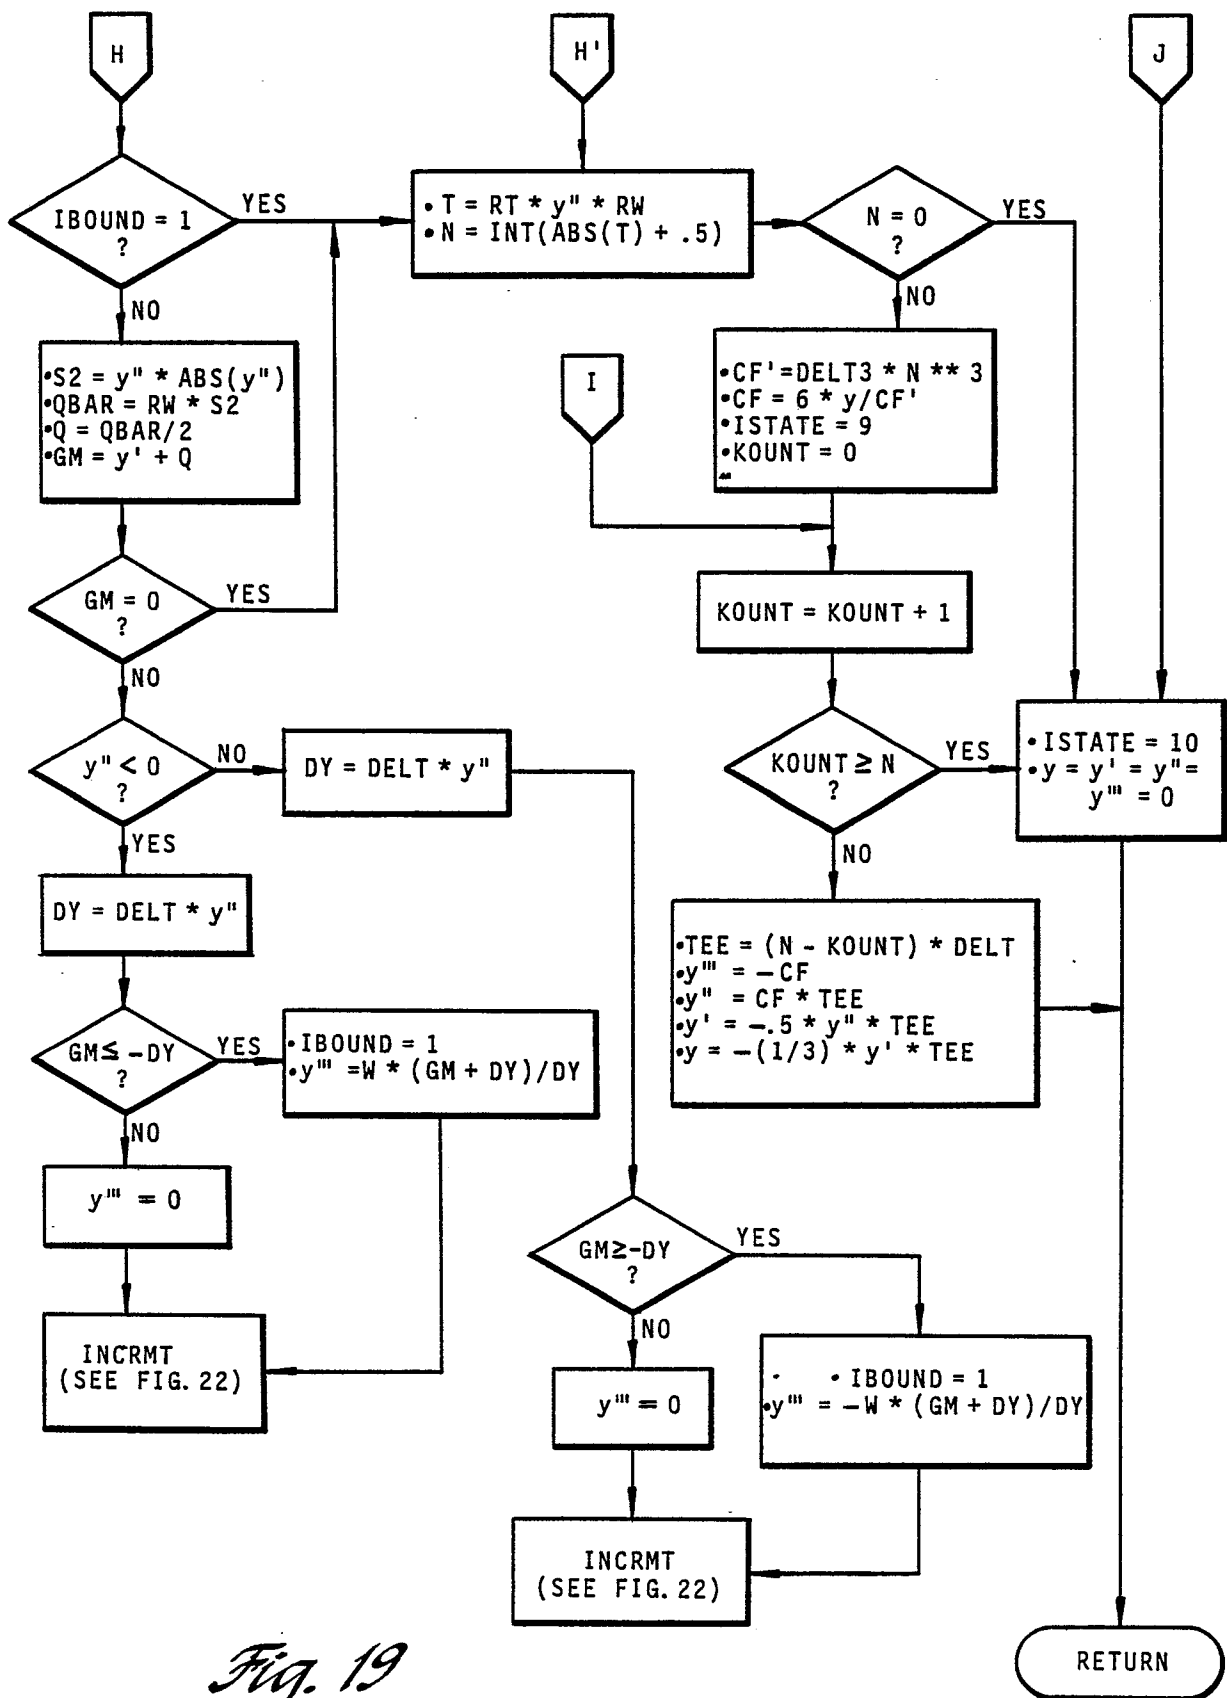 H
H'
J
IBOUND = 1
?
YES
NO
• T = RT * y" * RW
• N = INT(ABS(T) + .5)
N = 0
?
YES
NO
•S2 = y" * ABS(y")
•QBAR = RW * S2
•Q = QBAR/2
•GM = y' + Q
I
•CF'=DELT3 * N ** 3
•CF = 6 * y/CF'
•ISTATE = 9
•KOUNT = 0
GM = 0
?
YES
NO
KOUNT = KOUNT + 1
y" < 0
?
NO
YES
DY = DELT * y"
KOUNT ≥ N
?
YES
NO
• ISTATE = 10
• y = y' = y" =
y''' = 0
DY = DELT * y"
•TEE = (N - KOUNT) * DELT
•y''' = -CF
•y" = CF * TEE
•y' = -.5 * y" * TEE
•y = -(1/3) * y' * TEE
GM ≤ -DY
?
YES
NO
• IBOUND = 1
•y''' = W * (GM + DY)/DY
y''' = 0
GM ≥ -DY
?
YES
NO
INCRMT
(SEE FIG. 22)
y''' = 0
• IBOUND = 1
•y''' = -W * (GM + DY)/DY
INCRMT
(SEE FIG. 22)
RETURN
Fig. 19